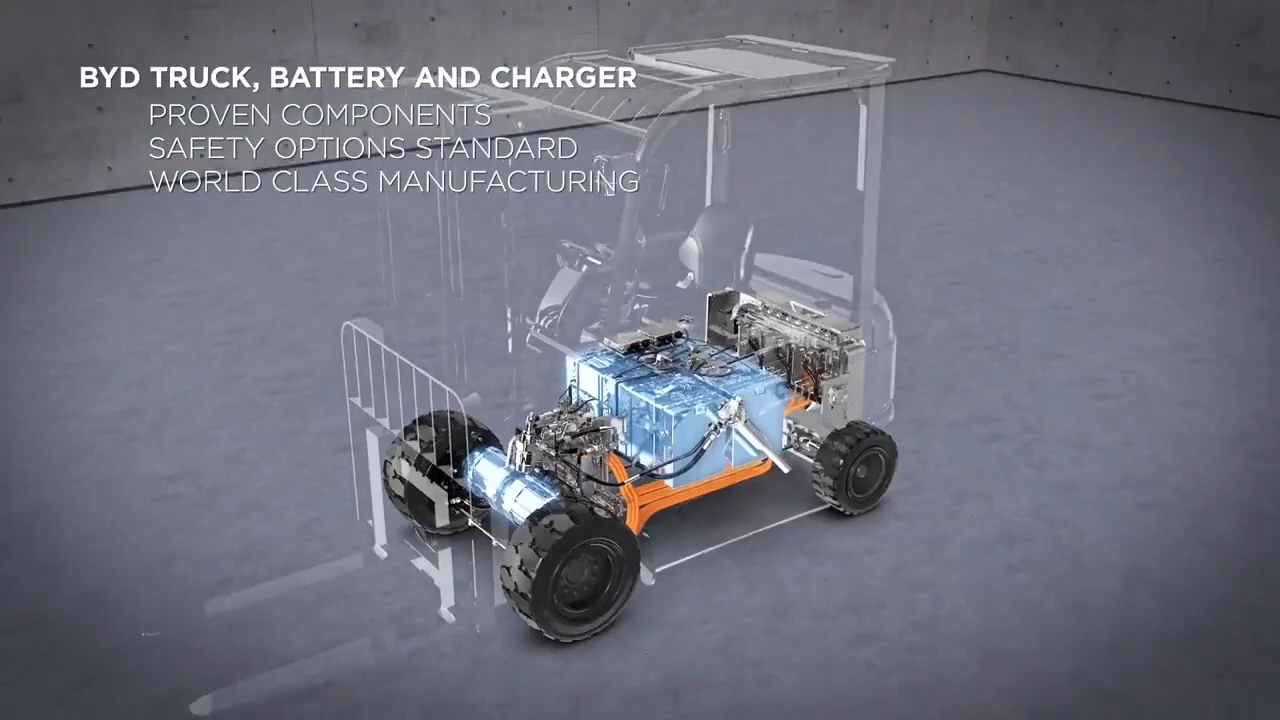 BYD TRUCK, BATTERY AND CHARGER
PROVEN COMPONENTS
SAFETY OPTIONS STANDARD
WORLD CLASS MANUFACTURING